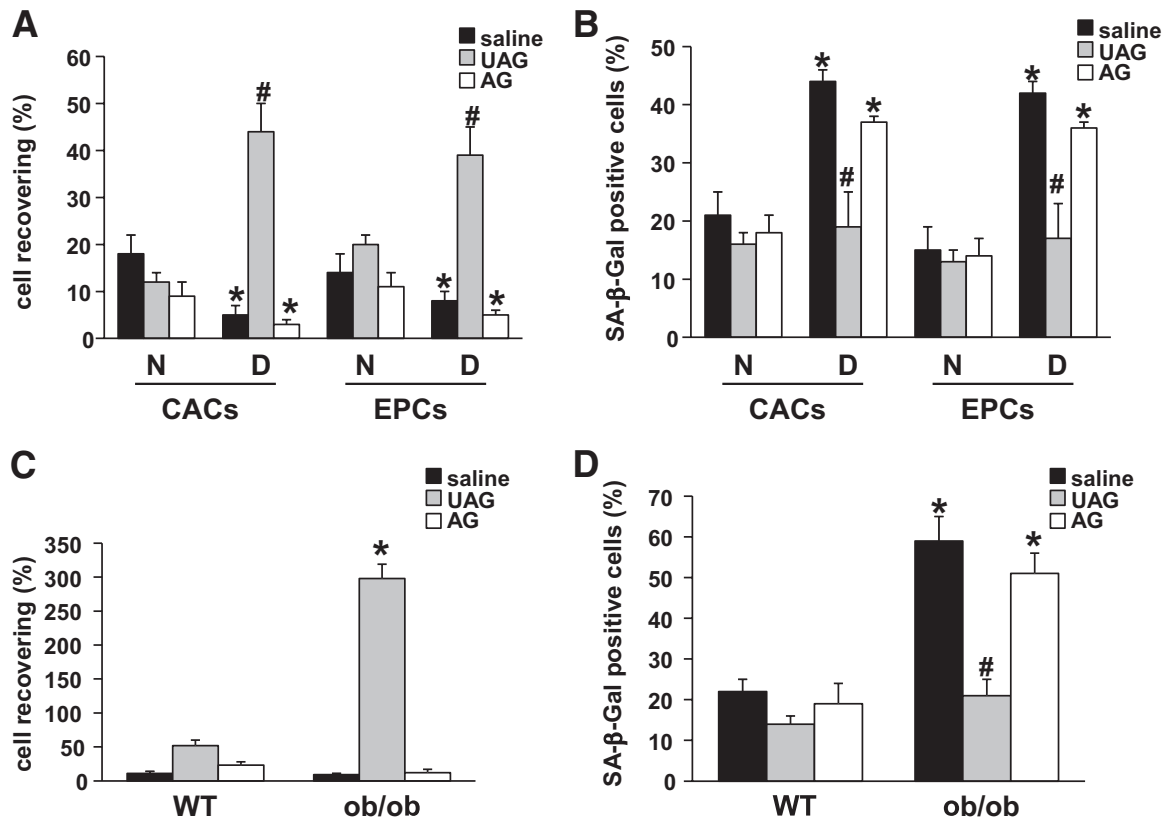 A
saline
UAG
AG
cell recovering (%)
60
50
40
30
20
10
0
#
#
*
*
*
*
N D N D
CACs EPCs
B
saline
UAG
AG
SA-β-Gal positive cells (%)
50
40
30
20
10
0
*
*
#
*
*
#
N D N D
CACs EPCs
C
saline
UAG
AG
cell recovering (%)
350
300
250
200
150
100
50
0
*
WT ob/ob
D
saline
UAG
AG
SA-β-Gal positive cells (%)
70
60
50
40
30
20
10
0
*
*
#
WT ob/ob